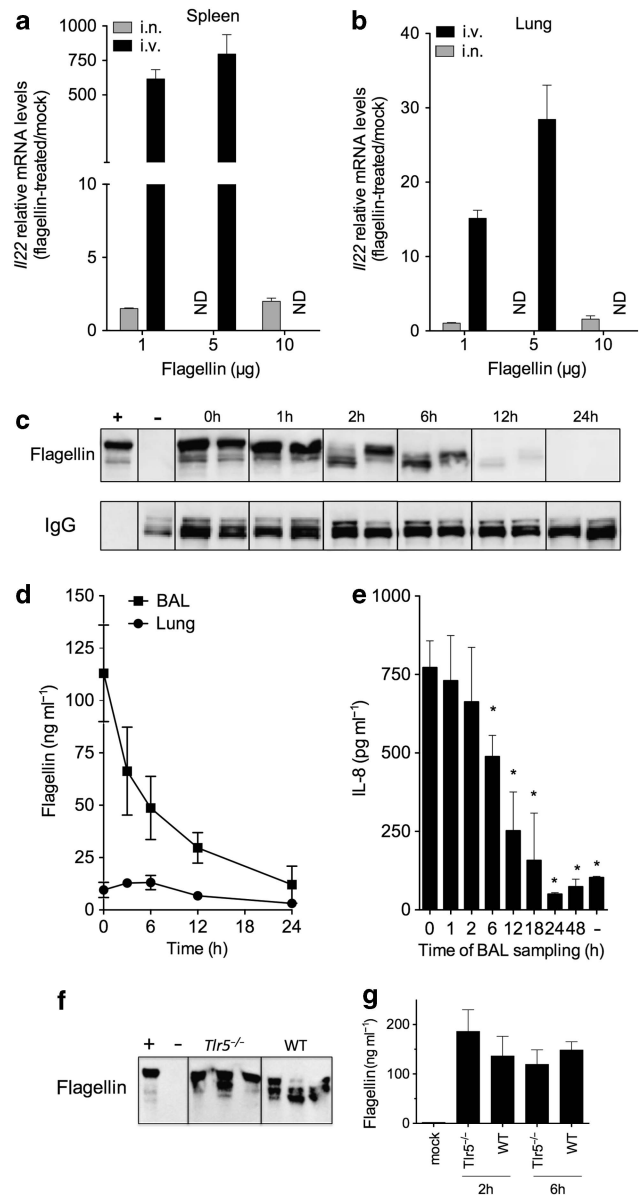 a
Spleen
i.n.
i.v.
Il22 relative mRNA levels
(flagellin-treated/mock)
1000
750
500
10
5
2
0
ND
ND
1
5
10
Flagellin (µg)
b
Lung
i.v.
i.n.
Il22 relative mRNA levels
(flagellin-treated/mock)
40
30
20
10
0
ND
ND
1
5
10
Flagellin (µg)
c
+ - 0h 1h 2h 6h 12h 24h
Flagellin
IgG
d
BAL
Lung
Flagellin (ng ml⁻¹)
150
125
100
75
50
25
0
0 6 12 24
Time (h)
e
IL-8 (pg ml⁻¹)
1000
750
500
250
0
* * * * * *
0 1 2 6 12 18 24 48 –
Time of BAL sampling (h)
f
+ - Tlr5⁻/⁻ WT
Flagellin
g
Flagellin (ng ml⁻¹)
200
150
100
50
0
mock
Tlr5⁻/⁻
WT
Tlr5⁻/⁻
WT
2h 6h